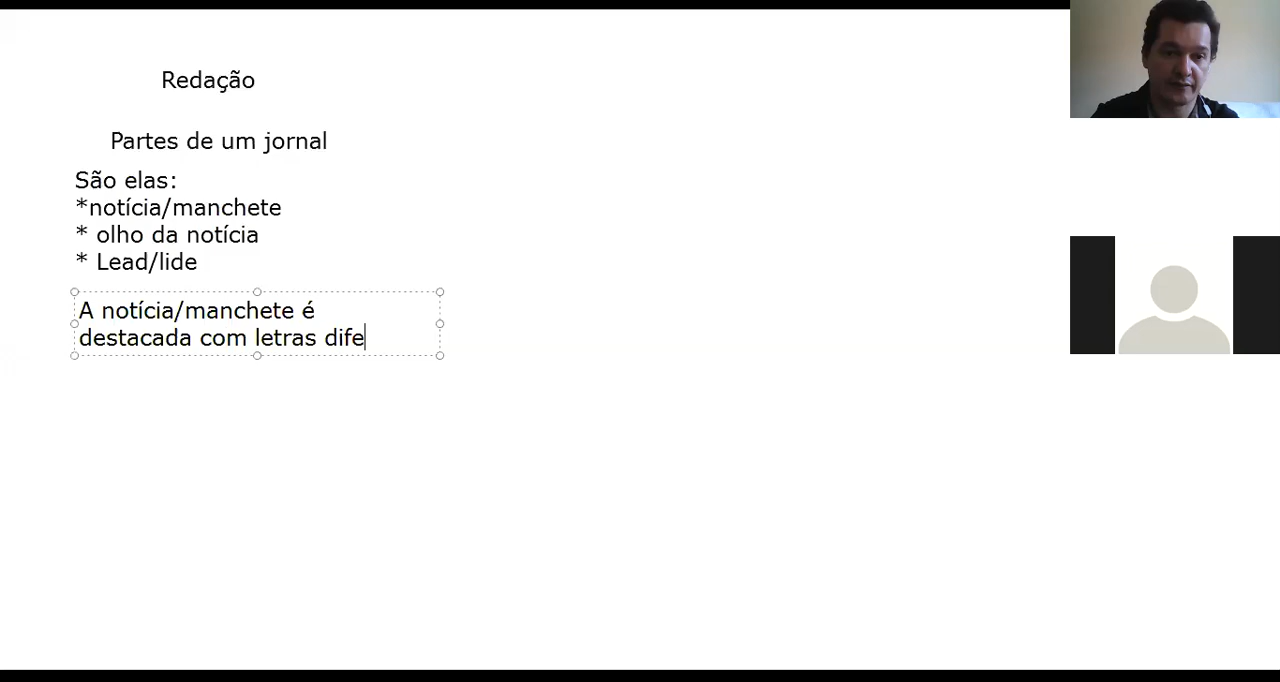 Redação
Partes de um jornal
São elas:
*notícia/manchete
* olho da notícia
* Lead/lide
A notícia/manchete é
destacada com letras dife